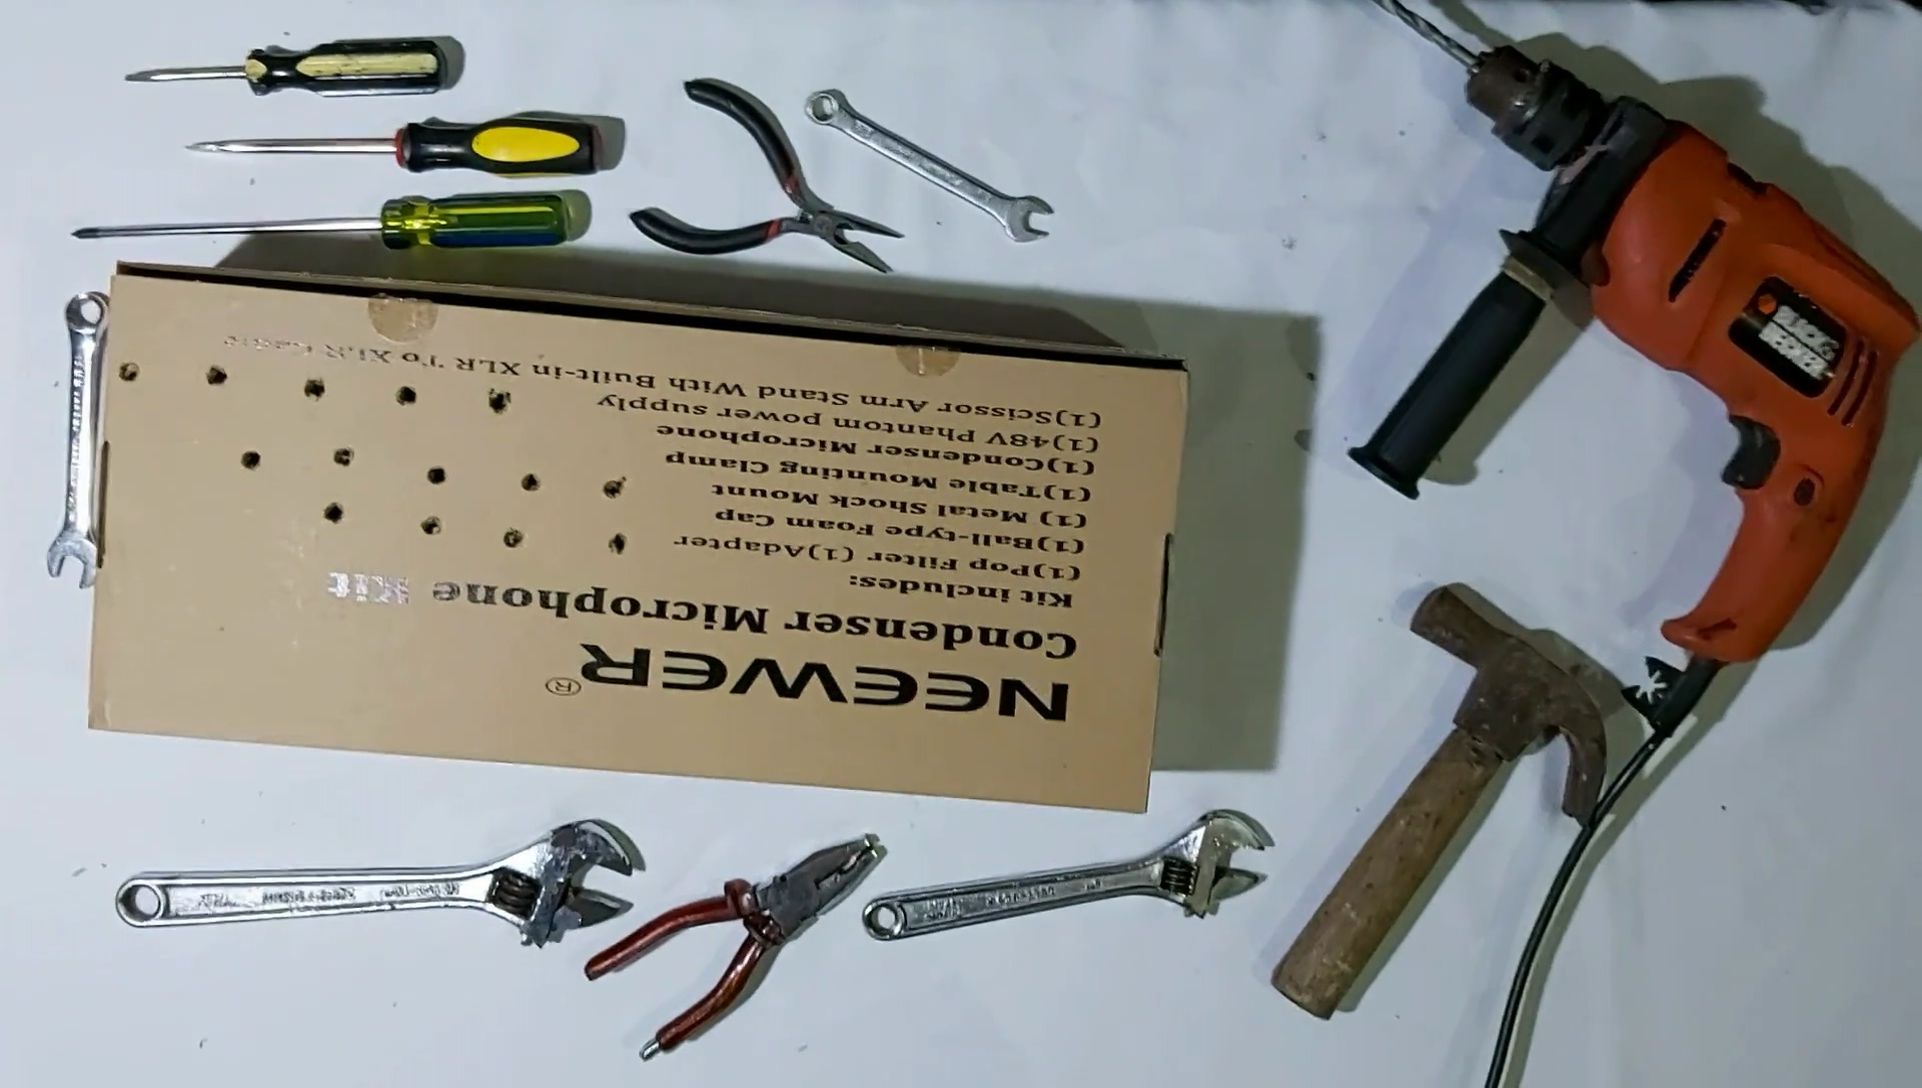 NEEWER®
Condenser Microphone Kit
Kit includes:
(1)Pop Filter (1)Adapter
(1)Ball-type Foam Cap
(1) Metal Shock Mount
(1)Table Mounting Clamp
(1)Condenser Microphone
(1)48V Phantom power supply
(1)Scissor Arm Stand With Built-in XLR To XLR Cable
BLACK&
DECKER